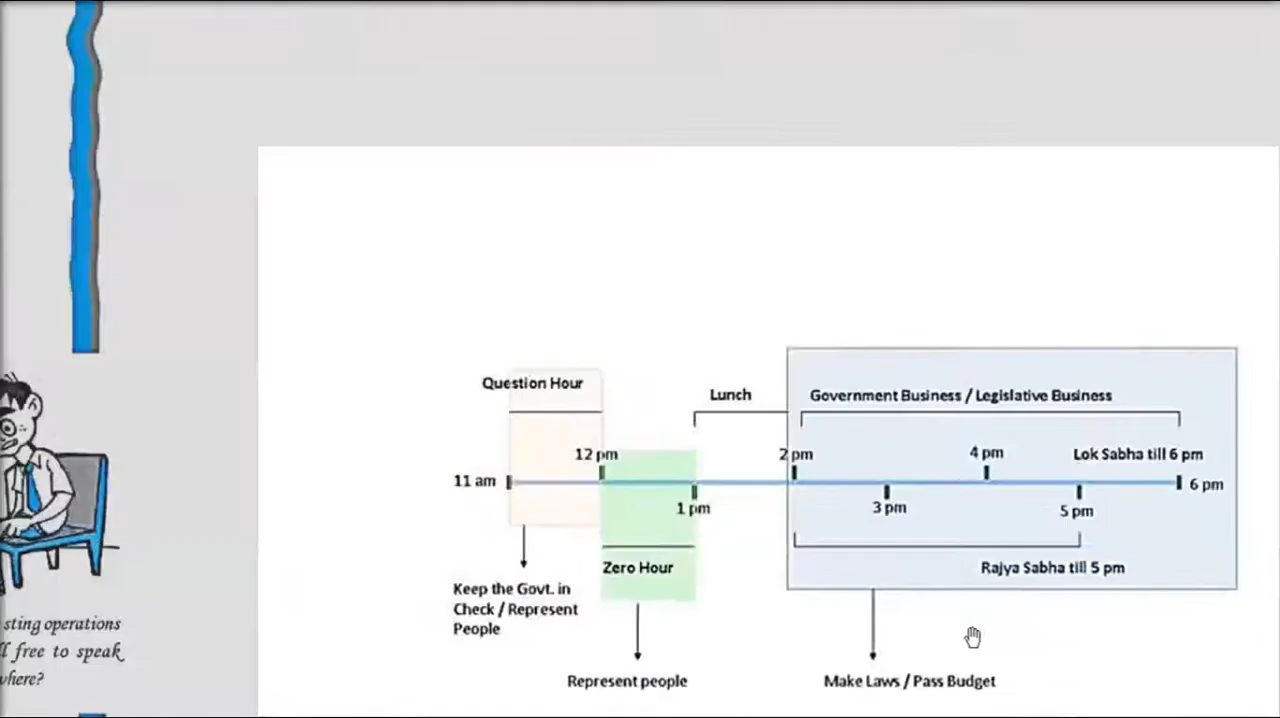 Question Hour
Lunch
Government Business / Legislative Business
12 pm
2 pm
4 pm
Lok Sabha till 6 pm
11 am
6 pm
1 pm
3 pm
5 pm
Zero Hour
Rajya Sabha till 5 pm
Keep the Govt. in
Check / Represent
People
Represent people
Make Laws / Pass Budget
sting operations
free to speak
where?